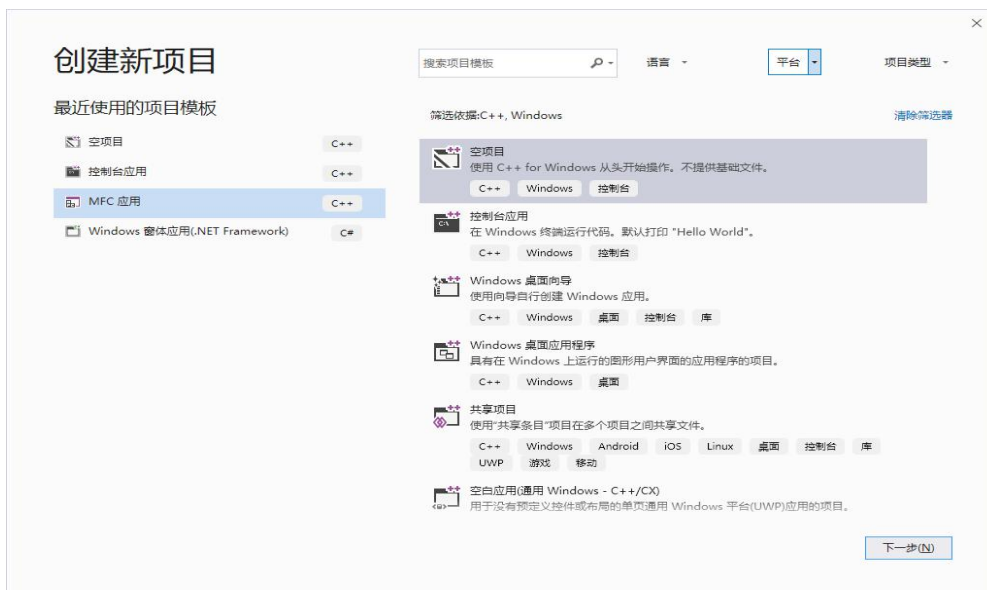 创建新项目
搜索项目模板
语言
平台
项目类型
最近使用的项目模板
空项目 C++
控制台应用 C++
MFC 应用 C++
Windows 窗体应用(.NET Framework) C#
筛选依据:C++, Windows 清除筛选器
空项目
使用 C++ for Windows 从头开始操作。不提供基础文件。
C++ Windows 控制台
控制台应用
在 Windows 终端运行代码。默认打印 "Hello World"。
C++ Windows 控制台
Windows 桌面向导
使用向导自行创建 Windows 应用。
C++ Windows 桌面 控制台 库
Windows 桌面应用程序
具有在 Windows 上运行的图形用户界面的应用程序的项目。
C++ Windows 桌面
共享项目
使用“共享条目”项目在多个项目之间共享文件。
C++ Windows Android iOS Linux 桌面 控制台 库
UWP 游戏 移动
空白应用(通用 Windows - C++/CX)
用于没有预定义控件或布局的单页通用 Windows 平台(UWP)应用的项目。
下一步(N)